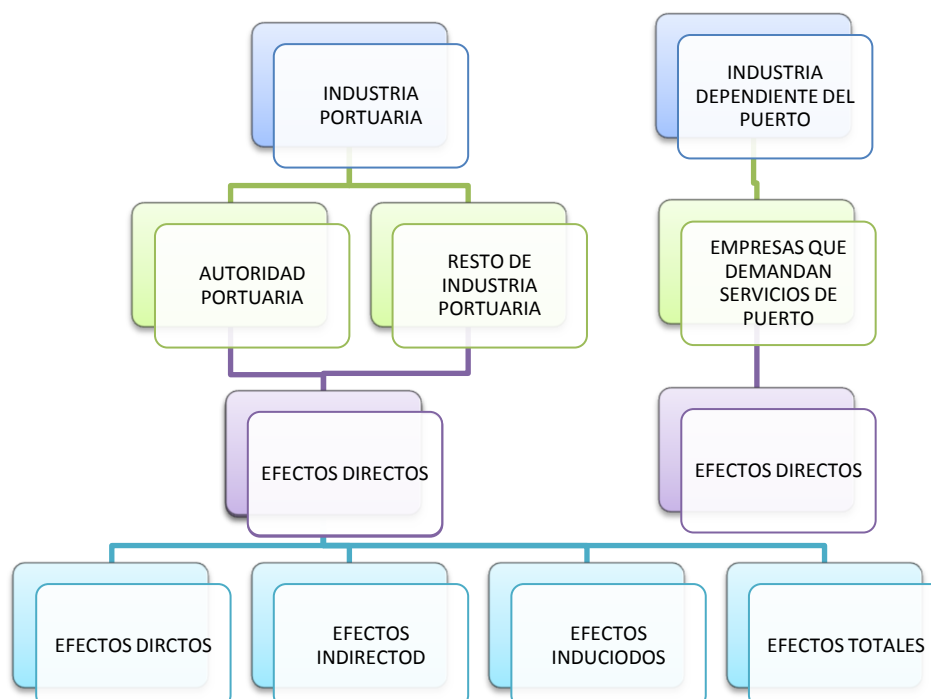 INDUSTRIA
PORTUARIA
INDUSTRIA
DEPENDIENTE DEL
PUERTO
AUTORIDAD
PORTUARIA
RESTO DE
INDUSTRIA
PORTUARIA
EMPRESAS QUE
DEMANDAN
SERVICIOS DE
PUERTO
EFECTOS DIRECTOS
EFECTOS DIRECTOS
EFECTOS DIRCTOS
EFECTOS
INDIRECTOD
EFECTOS
INDUCIODOS
EFECTOS TOTALES